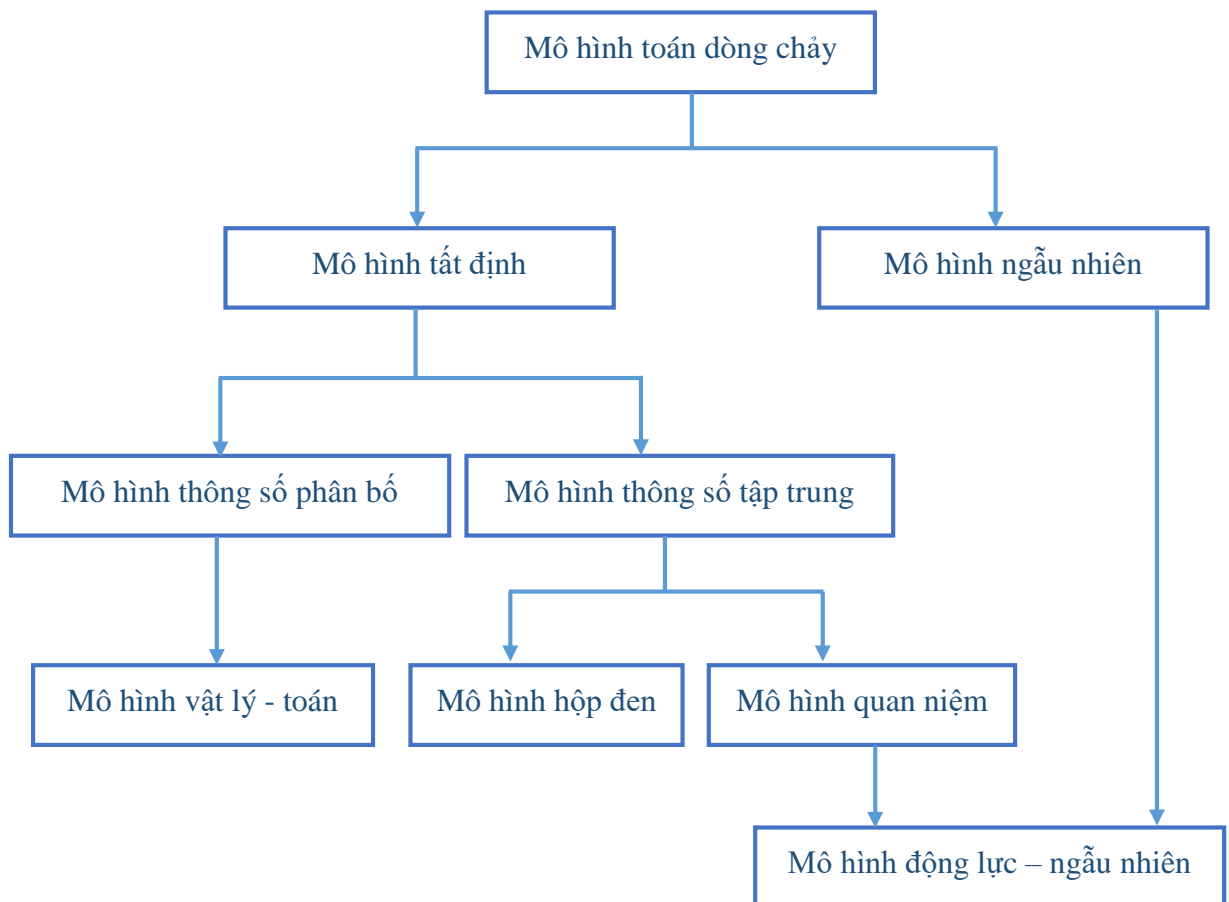 Mô hình toán dòng chảy
Mô hình tất định
Mô hình ngẫu nhiên
Mô hình thông số phân bố
Mô hình thông số tập trung
Mô hình vật lý - toán
Mô hình hộp đen
Mô hình quan niệm
Mô hình động lực – ngẫu nhiên